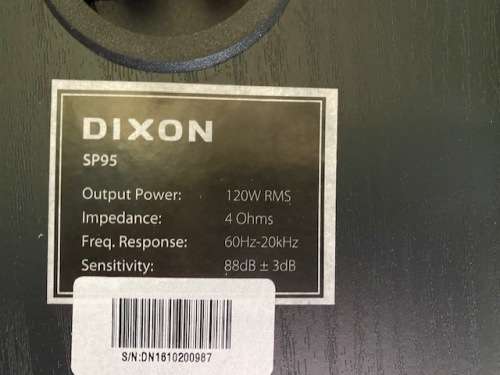 DIXON
SP95
Output Power: 120W RMS
Impedance: 4 Ohms
Freq. Response: 60Hz-20kHz
Sensitivity: 88dB ± 3dB
S/N:DN1610200987